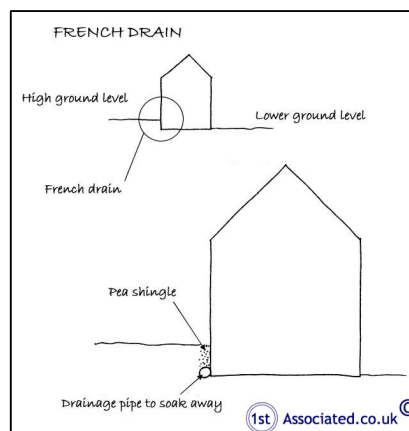 FRENCH DRAIN
High ground level
Lower ground level
French drain
Pea shingle
Drainage pipe to soak away
1st Associated.co.uk ©